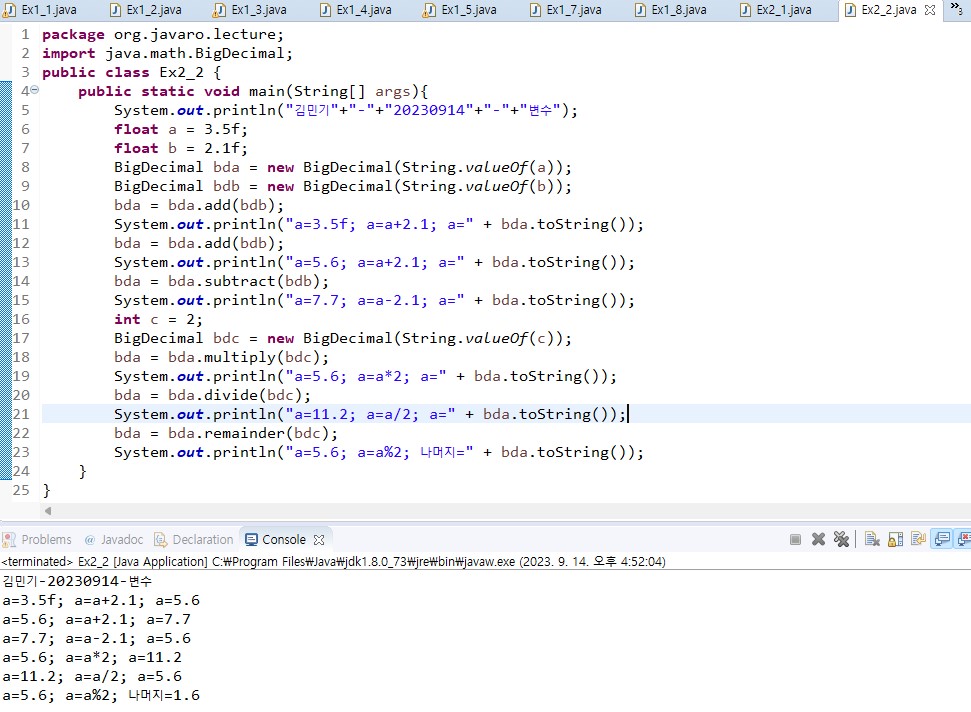 Ex1_1.java Ex1_2.java Ex1_3.java Ex1_4.java Ex1_5.java Ex1_7.java Ex1_8.java Ex2_1.java Ex2_2.java »3
1 package org.javaro.lecture;
2 import java.math.BigDecimal;
3 public class Ex2_2 {
4 public static void main(String[] args){
5 System.out.println("김민기"+"-"+"20230914"+"-"+"변수");
6 float a = 3.5f;
7 float b = 2.1f;
8 BigDecimal bda = new BigDecimal(String.valueOf(a));
9 BigDecimal bdb = new BigDecimal(String.valueOf(b));
10 bda = bda.add(bdb);
11 System.out.println("a=3.5f; a=a+2.1; a=" + bda.toString());
12 bda = bda.add(bdb);
13 System.out.println("a=5.6; a=a+2.1; a=" + bda.toString());
14 bda = bda.subtract(bdb);
15 System.out.println("a=7.7; a=a-2.1; a=" + bda.toString());
16 int c = 2;
17 BigDecimal bdc = new BigDecimal(String.valueOf(c));
18 bda = bda.multiply(bdc);
19 System.out.println("a=5.6; a=a*2; a=" + bda.toString());
20 bda = bda.divide(bdc);
21 System.out.println("a=11.2; a=a/2; a=" + bda.toString());
22 bda = bda.remainder(bdc);
23 System.out.println("a=5.6; a=a%2; 나머지=" + bda.toString());
24 }
25 }
Problems @ Javadoc Declaration Console
<terminated> Ex2_2 [Java Application] C:₩Program Files₩Java₩jdk1.8.0_73₩jre₩bin₩javaw.exe (2023. 9. 14. 오후 4:52:04)
김민기-20230914-변수
a=3.5f; a=a+2.1; a=5.6
a=5.6; a=a+2.1; a=7.7
a=7.7; a=a-2.1; a=5.6
a=5.6; a=a*2; a=11.2
a=11.2; a=a/2; a=5.6
a=5.6; a=a%2; 나머지=1.6